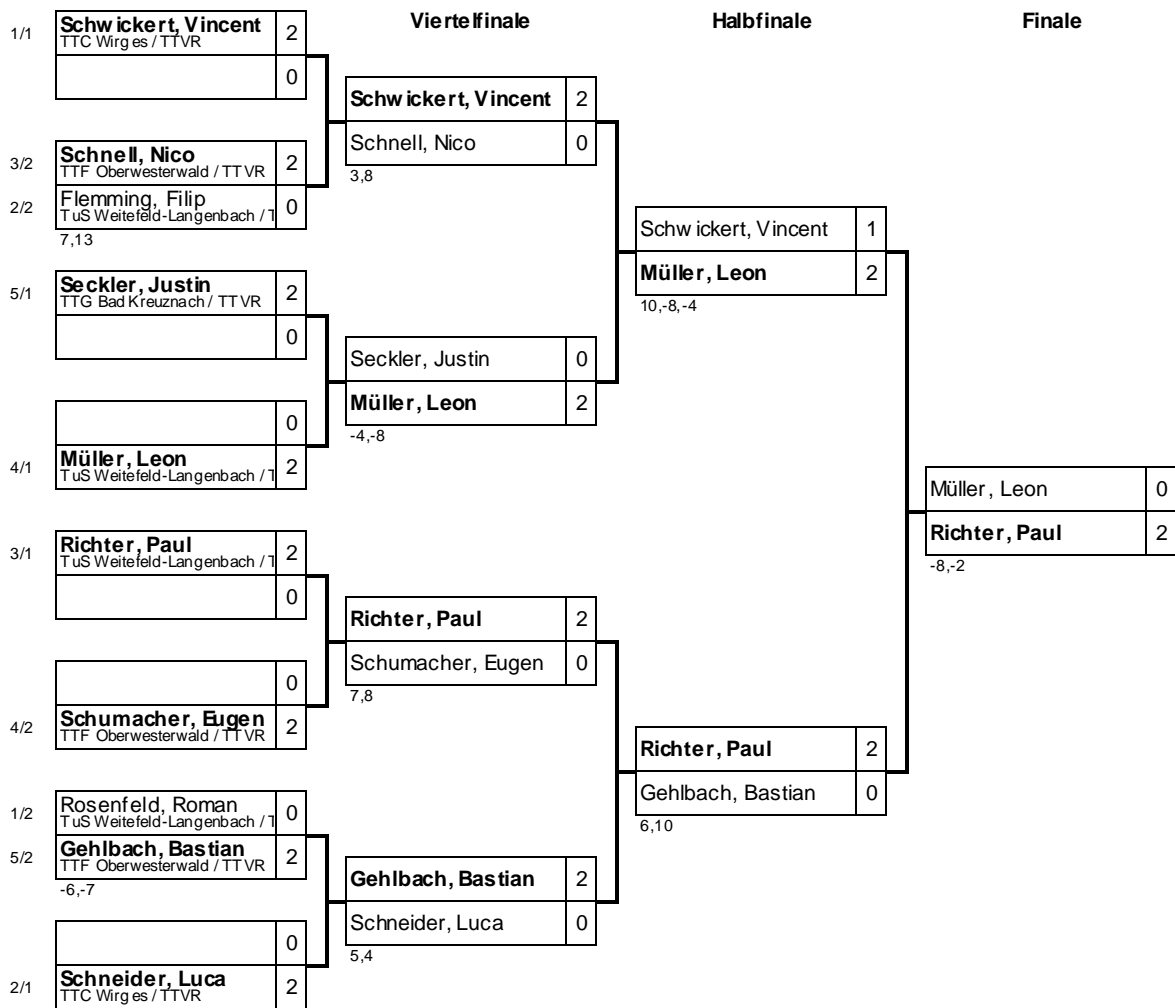 Viertelfinale Halbfinale Finale
1/1 Schwickert, Vincent 2
TTC Wirges / TTVR
0
3/2 Schnell, Nico 2
TTF Oberwesterwald / TTVR
2/2 Flemming, Filip 0
TuS Weitefeld-Langenbach / T
7,13
5/1 Seckler, Justin 2
TTG Bad Kreuznach / TTVR
0
0
4/1 Müller, Leon 2
TuS Weitefeld-Langenbach / T
3/1 Richter, Paul 2
TuS Weitefeld-Langenbach / T
0
0
4/2 Schumacher, Eugen 2
TTF Oberwesterwald / TTVR
1/2 Rosenfeld, Roman 0
TuS Weitefeld-Langenbach / T
5/2 Gehlbach, Bastian 2
TTF Oberwesterwald / TTVR
-6,-7
0
2/1 Schneider, Luca 2
TTC Wirges / TTVR
Schwickert, Vincent 2
Schnell, Nico 0
3,8
Seckler, Justin 0
Müller, Leon 2
-4,-8
Richter, Paul 2
Schumacher, Eugen 0
7,8
Gehlbach, Bastian 2
Schneider, Luca 0
5,4
Schwickert, Vincent 1
Müller, Leon 2
10,-8,-4
Richter, Paul 2
Gehlbach, Bastian 0
6,10
Müller, Leon 0
Richter, Paul 2
-8,-2